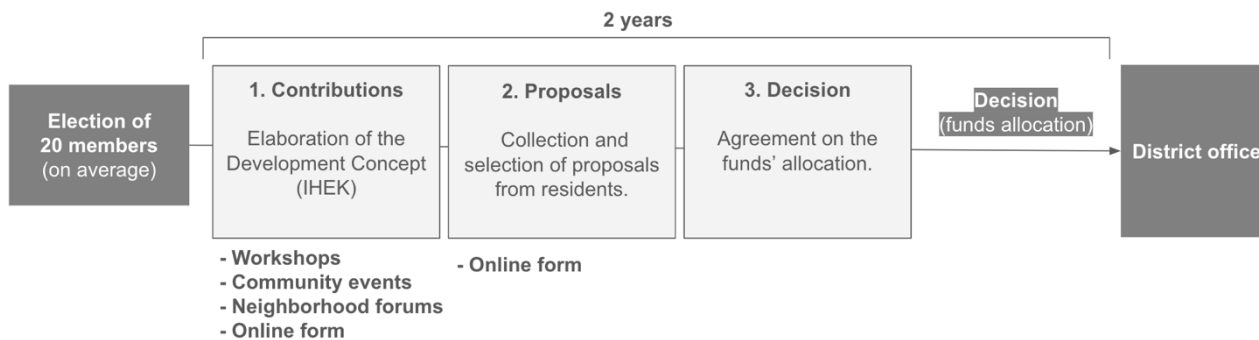 2 years
Election of
20 members
(on average)
1. Contributions
Elaboration of the
Development Concept
(IHEK)
- Workshops
- Community events
- Neighborhood forums
- Online form
2. Proposals
Collection and
selection of proposals
from residents.
- Online form
3. Decision
Agreement on the
funds’ allocation.
Decision
(funds allocation)
District office